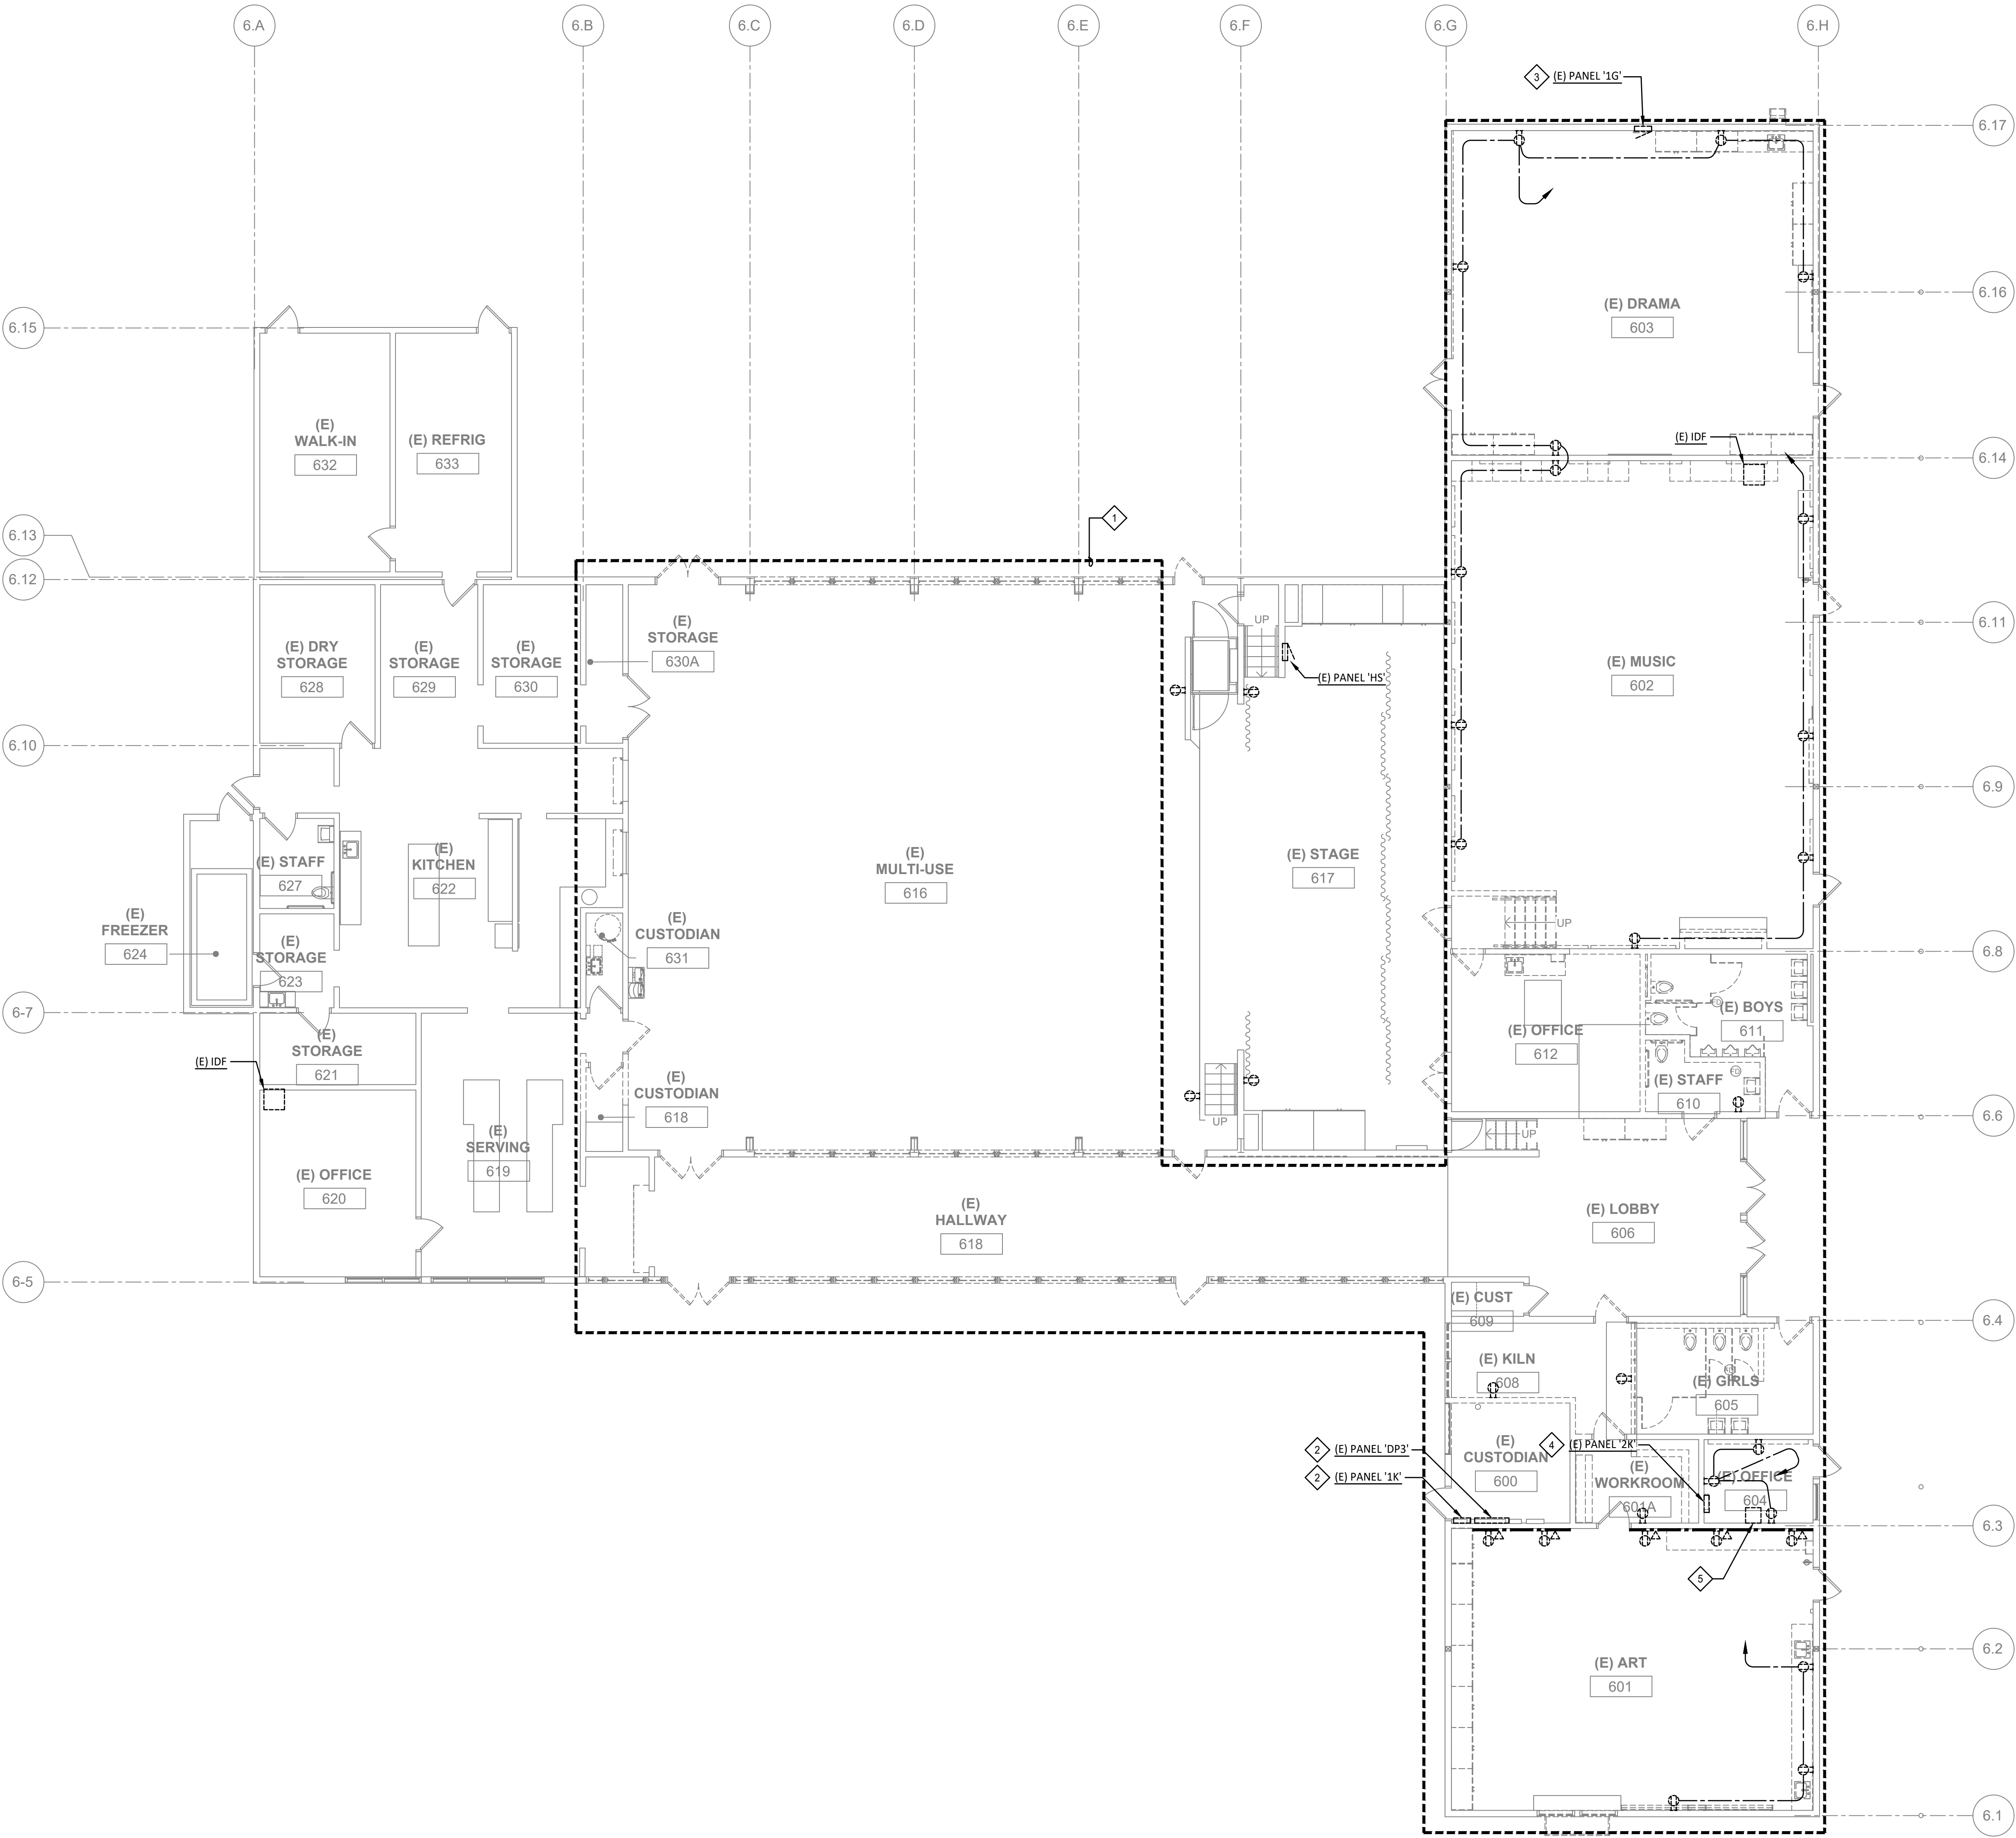 6.A
6.B
6.C
6.D
6.E
6.F
6.G
6.H
3
(E) PANEL '1G'
6.17
6.16
6.15
(E) DRAMA
603
(E)
WALK-IN
632
(E) REFRIG
633
(E) IDF
6.14
6.13
6.12
1
(E) DRY
STORAGE
628
(E)
STORAGE
629
(E)
STORAGE
630
(E)
STORAGE
630A
UP
(E) PANEL 'HS'
(E) MUSIC
602
6.11
6.10
6.9
(E) STAFF
627
(E)
KITCHEN
622
(E)
MULTI-USE
616
(E) STAGE
617
(E)
FREEZER
624
(E)
STORAGE
623
(E)
CUSTODIAN
631
UP
6.8
6-7
(E)
STORAGE
621
(E) IDF
(E)
CUSTODIAN
618
(E) OFFICE
612
(E) BOYS
611
FD
FD
(E) STAFF
610
6.6
UP
UP
(E)
SERVING
619
(E) OFFICE
620
(E)
HALLWAY
618
(E) LOBBY
606
6-5
(E) CUST
609
6.4
(E) KILN
608
(E) GIRLS
605
2
(E) PANEL 'DP3'
2
(E) PANEL '1K'
(E)
CUSTODIAN
600
4
(E) PANEL '2K'
(E)
WORKROOM
601A
(E) OFFICE
604
6.3
5
(E) ART
601
6.2
6.1